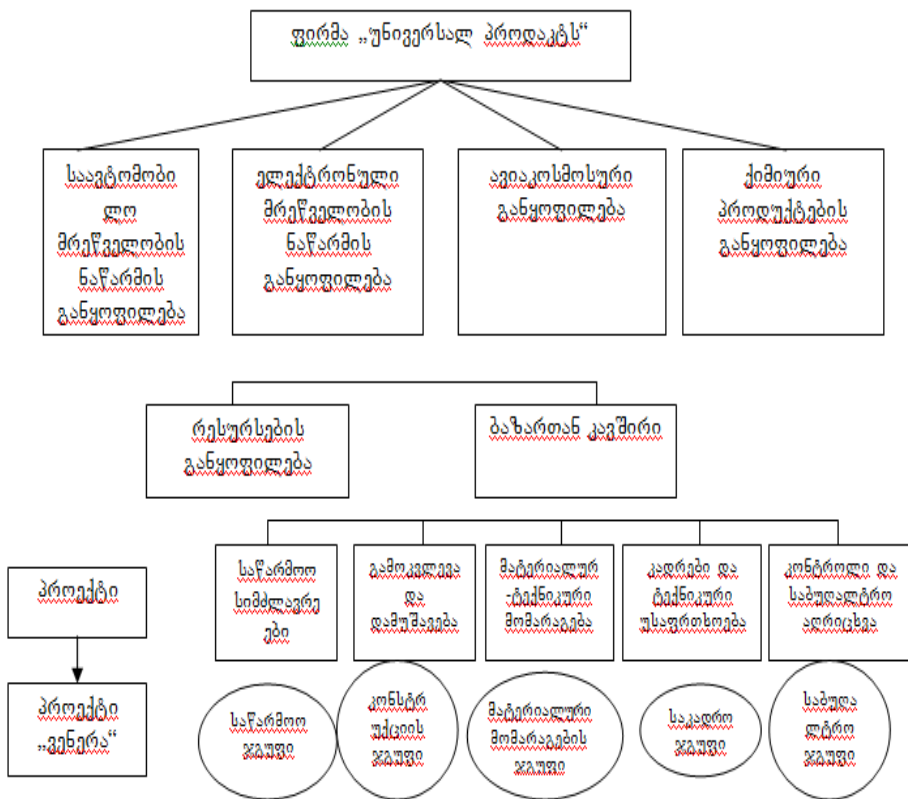 ფირმა „უნივერსალ პროდაკტს“
საავტომობი
ლო
მრეწველობის
ნაწარმის
განყოფილება
ელექტრონული
მრეწველობის
ნაწარმის
განყოფილება
ავიაკოსმოსური
განყოფილება
ქიმიური
პროდუქტების
განყოფილება
რესურსების
განყოფილება
ბაზართან კავშირი
პროექტი
პროექტი
„ვენერა“
საწარმოო
სიმძლავრე
ები
გამოკვლევა
და
დამუშავება
მატერიალურ
-ტექნიკური
მომარაგება
კადრები და
ტექნიკური
უსაფრთხოება
კონტროლი და
საბუღალტრო
აღრიცხვა
საწარმოო
ჯგუფი
კონსტრ
უქციის
ჯგუფი
მატერიალური
მომარაგების
ჯგუფი
საკადრო
ჯგუფი
საბუღა
ლტრო
ჯგუფი